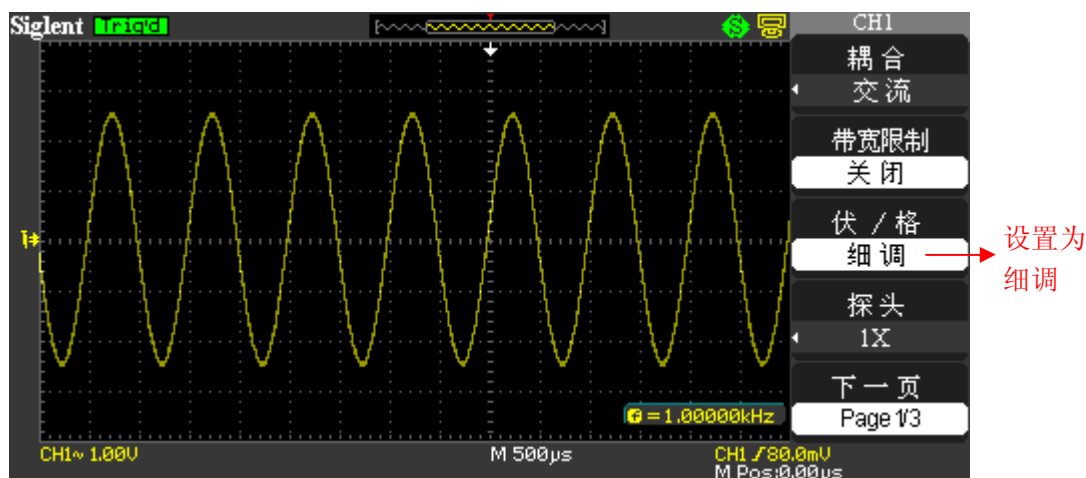 Siglent Trig'd CH1
耦合
交流
带宽限制
关闭
伏/格
细调
设置为
细调
探头
1X
下一页
Page 1/3
f=1.00000kHz
CH1~ 1.00V M 500μs CH1 80.0mV
M Pos:0.00μs